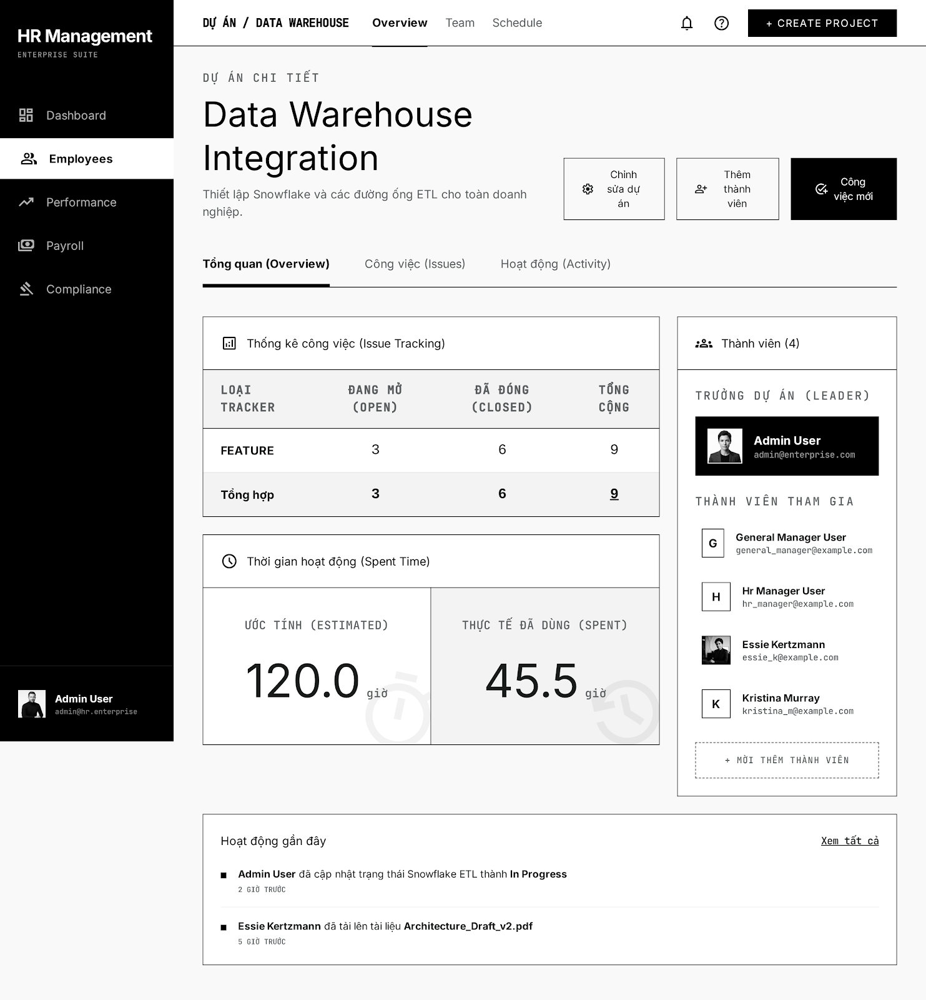 HR Management
ENTERPRISE SUITE
Dashboard
Employees
Performance
Payroll
Compliance
Admin User
admin@hr.enterprise
DỰ ÁN / DATA WAREHOUSE
Overview
Team
Schedule
+ CREATE PROJECT
DỰ ÁN CHI TIẾT
Data Warehouse
Integration
Thiết lập Snowflake và các đường ống ETL cho toàn doanh
nghiệp.
Chỉnh
sửa dự
án
Thêm
thành
viên
Công
việc mới
Tổng quan (Overview)
Công việc (Issues)
Hoạt động (Activity)
Thống kê công việc (Issue Tracking)
LOẠI
TRACKER
ĐANG MỞ
(OPEN)
ĐÃ ĐÓNG
(CLOSED)
TỔNG
CỘNG
FEATURE 3 6 9
Tổng hợp 3 6 9
Thời gian hoạt động (Spent Time)
ƯỚC TÍNH (ESTIMATED)
120.0 giờ
THỰC TẾ ĐÃ DÙNG (SPENT)
45.5 giờ
Thành viên (4)
TRƯỞNG DỰ ÁN (LEADER)
Admin User
admin@enterprise.com
THÀNH VIÊN THAM GIA
G
General Manager User
general_manager@example.com
H
Hr Manager User
hr_manager@example.com
Essie Kertzmann
essie_k@example.com
K
Kristina Murray
kristina_m@example.com
+ MỜI THÊM THÀNH VIÊN
Hoạt động gần đây
Xem tất cả
Admin User đã cập nhật trạng thái Snowflake ETL thành In Progress
2 GIỜ TRƯỚC
Essie Kertzmann đã tải lên tài liệu Architecture_Draft_v2.pdf
5 GIỜ TRƯỚC